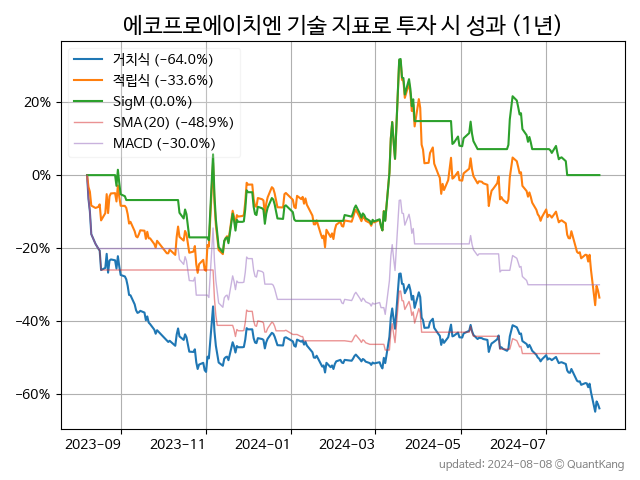 에코프로에이치엔 기술 지표로 투자 시 성과 (1년)
거치식 (−64.0%)
적립식 (−33.6%)
SigM (0.0%)
SMA(20) (−48.9%)
MACD (−30.0%)
20%
0%
−20%
−40%
−60%
2023-09 2023-11 2024-01 2024-03 2024-05 2024-07
updated: 2024-08-08 © QuantKang